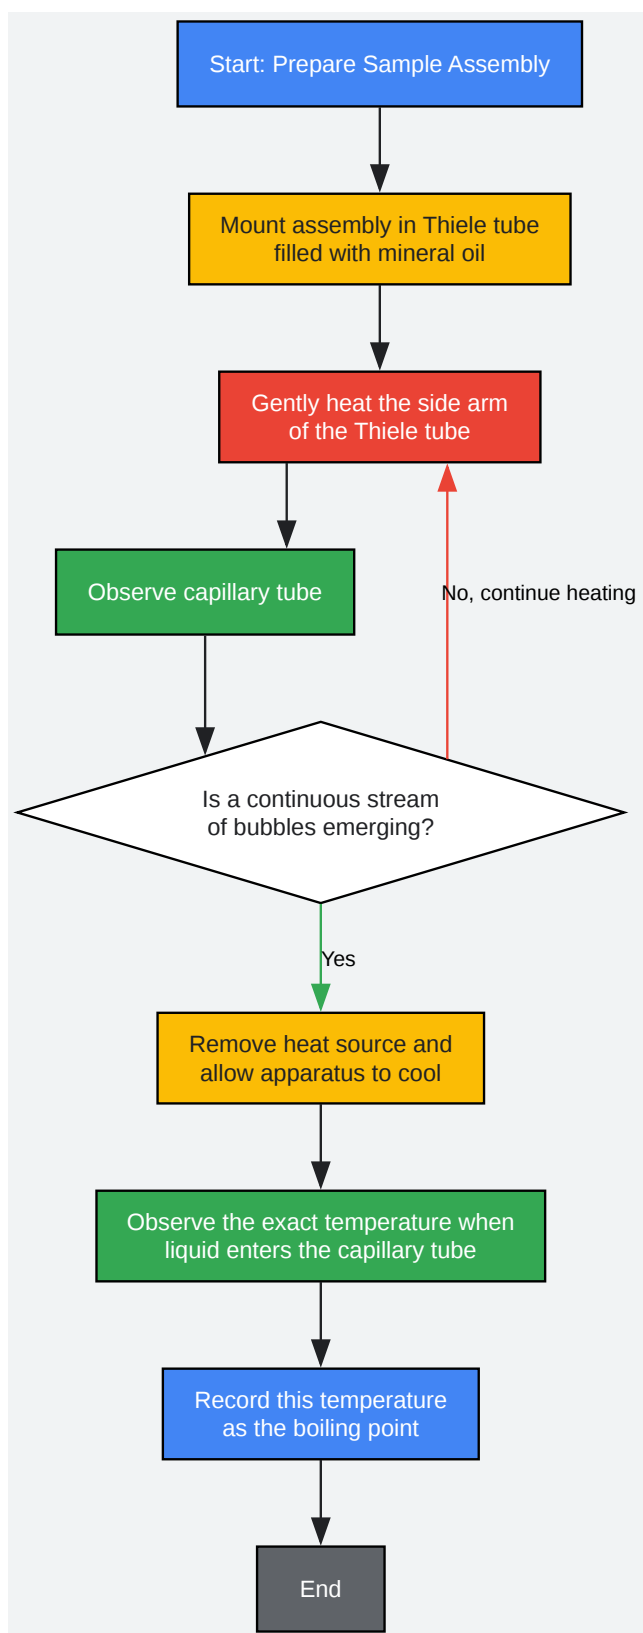 Start: Prepare Sample Assembly
Mount assembly in Thiele tube
filled with mineral oil
Gently heat the side arm
of the Thiele tube
Observe capillary tube
No, continue heating
Is a continuous stream
of bubbles emerging?
Yes
Remove heat source and
allow apparatus to cool
Observe the exact temperature when
liquid enters the capillary tube
Record this temperature
as the boiling point
End